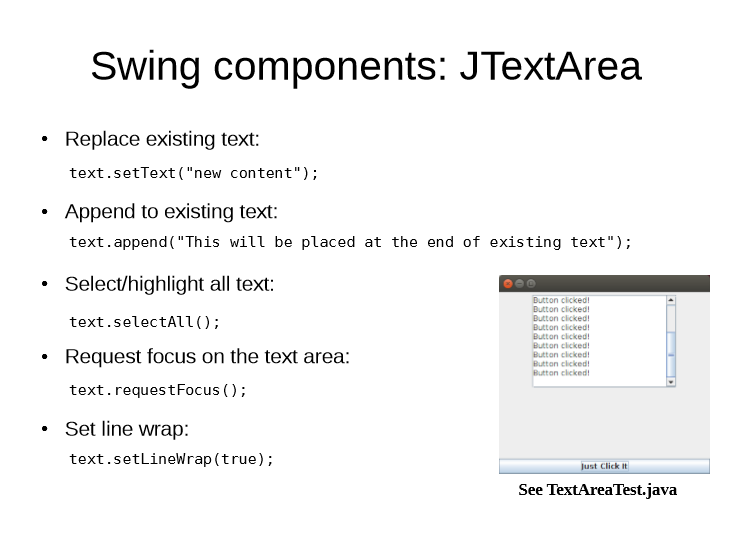 Swing components: JTextArea
• Replace existing text:
text.setText("new content");
• Append to existing text:
text.append("This will be placed at the end of existing text");
• Select/highlight all text:
text.selectAll();
• Request focus on the text area:
text.requestFocus();
• Set line wrap:
text.setLineWrap(true);
Button clicked!
Button clicked!
Button clicked!
Button clicked!
Button clicked!
Button clicked!
Button clicked!
Button clicked!
Button clicked!
Just Click It
See TextAreaTest.java